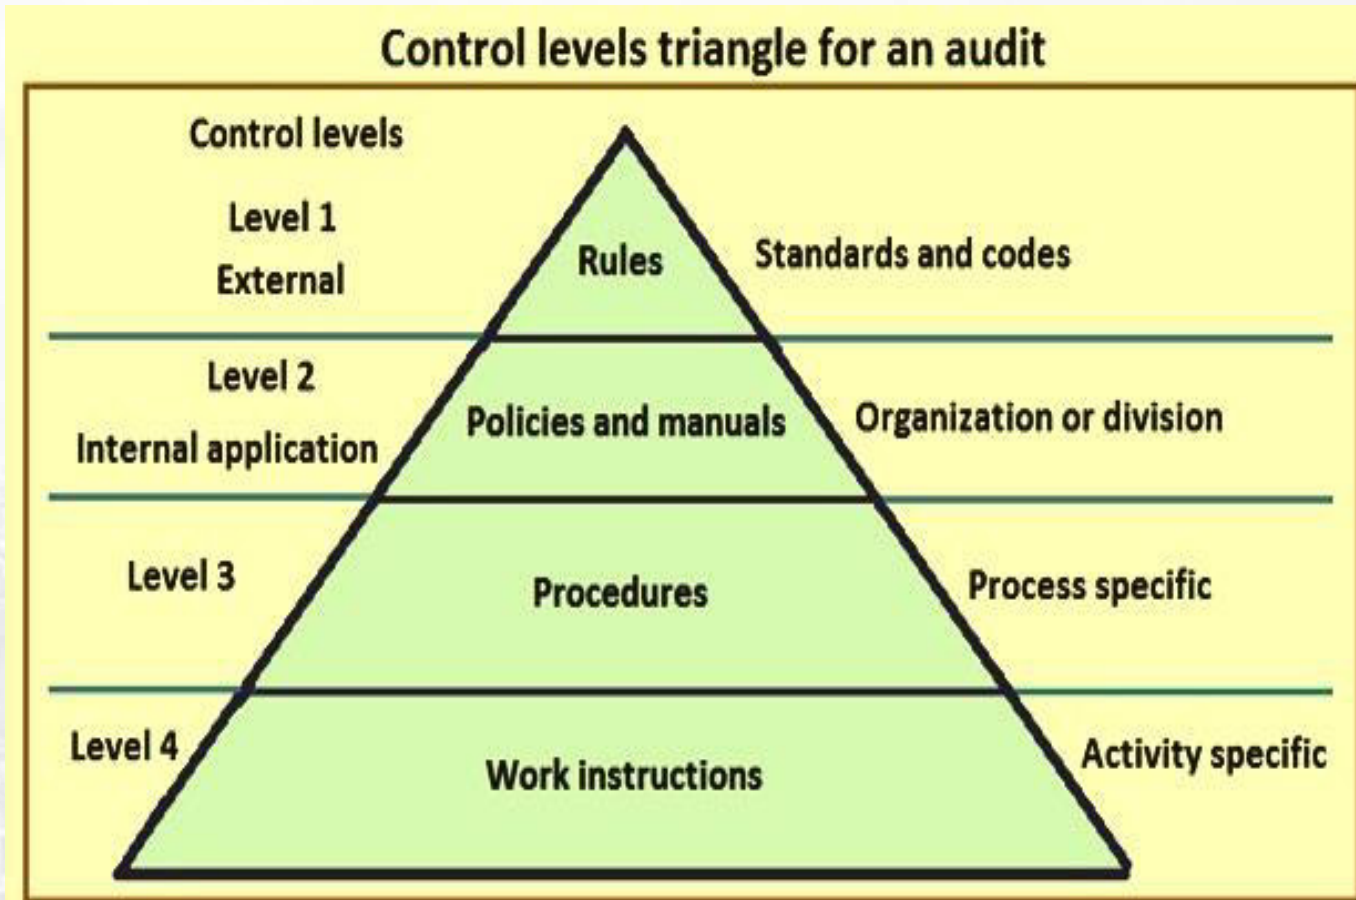 Control levels triangle for an audit
Control levels
Level 1
External
Rules
Standards and codes
Level 2
Internal application
Policies and manuals
Organization or division
Level 3
Procedures
Process specific
Level 4
Work instructions
Activity specific